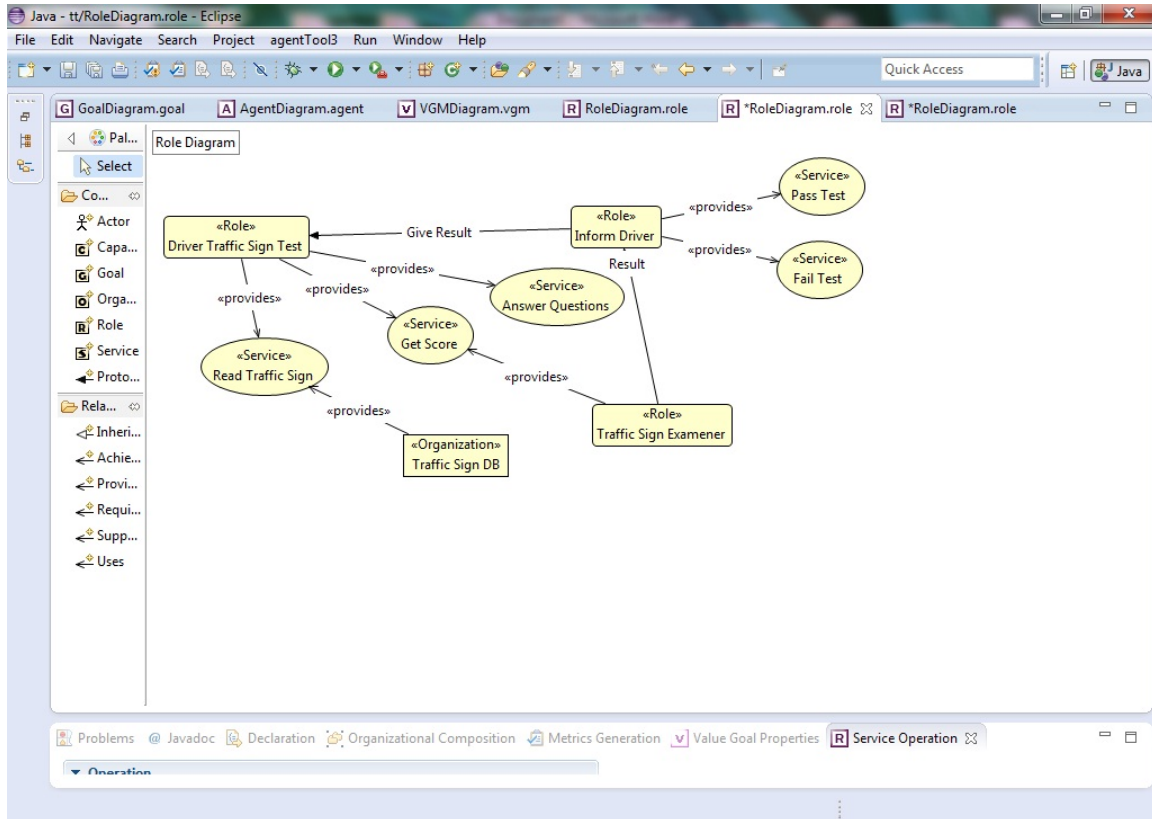 Java - tt/RoleDiagram.role - Eclipse
File Edit Navigate Search Project agentTool3 Run Window Help
Quick Access
Java
GoalDiagram.goal
AgentDiagram.agent
VGMDiagram.vgm
RoleDiagram.role
*RoleDiagram.role
*RoleDiagram.role
Pal...
Select
Co...
Actor
Capa...
Goal
Orga...
Role
Service
Proto...
Rela...
Inheri...
Achie...
Provi...
Requi...
Supp...
Uses
Role Diagram
«Service»
Pass Test
«provides»
«Role»
Inform Driver
«Role»
Driver Traffic Sign Test
Give Result
«provides»
«Service»
Fail Test
Result
«provides»
«provides»
«provides»
«Service»
Answer Questions
«Service»
Get Score
«Service»
Read Traffic Sign
«provides»
«provides»
«Role»
Traffic Sign Examener
«Organization»
Traffic Sign DB
Problems
@ Javadoc
Declaration
Organizational Composition
Metrics Generation
Value Goal Properties
Service Operation
Operation